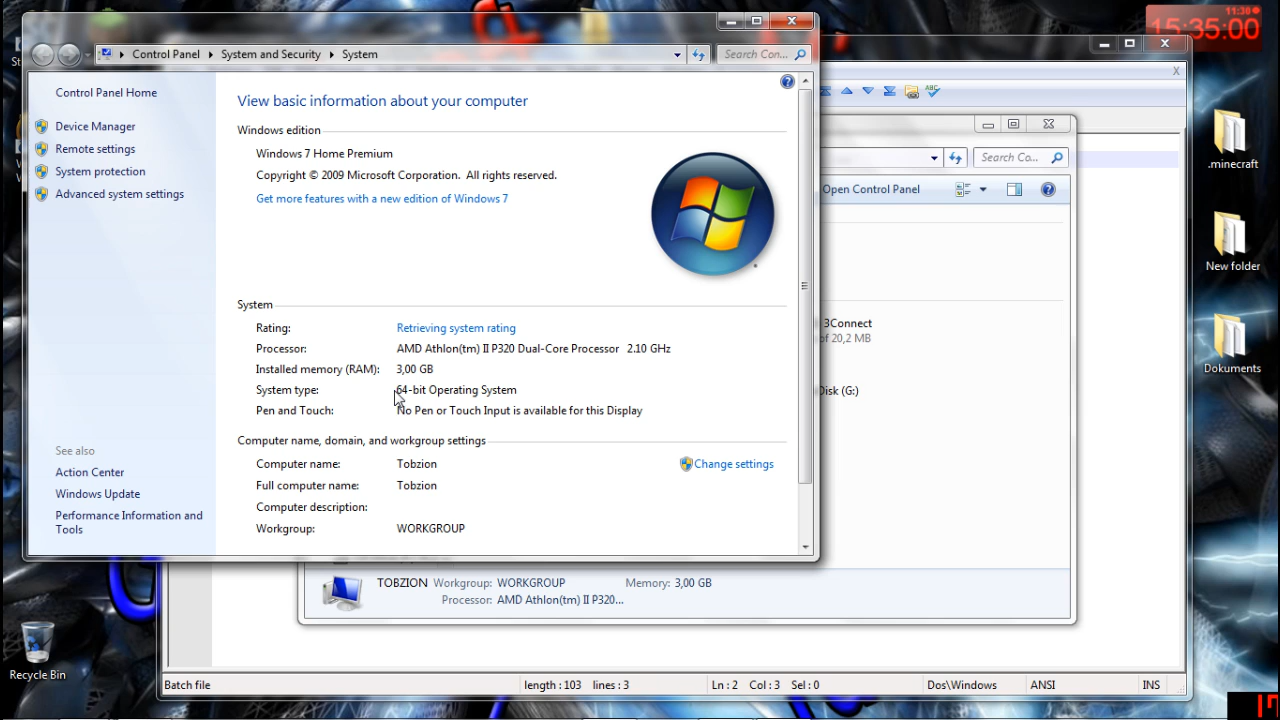 11:38
15:35:00
Control Panel
System and Security
System
Search Con...
Control Panel Home
Device Manager
Remote settings
System protection
Advanced system settings
See also
Action Center
Windows Update
Performance Information and
Tools
View basic information about your computer
Windows edition
Windows 7 Home Premium
Copyright © 2009 Microsoft Corporation. All rights reserved.
Get more features with a new edition of Windows 7
System
Rating: Retrieving system rating
Processor: AMD Athlon(tm) II P320 Dual-Core Processor 2.10 GHz
Installed memory (RAM): 3,00 GB
System type: 64-bit Operating System
Pen and Touch: No Pen or Touch Input is available for this Display
Computer name, domain, and workgroup settings
Computer name: Tobzion
Change settings
Full computer name: Tobzion
Computer description:
Workgroup: WORKGROUP
Search Co...
Open Control Panel
3Connect
of 20,2 MB
Disk (G:)
TOBZION Workgroup: WORKGROUP Memory: 3,00 GB
Processor: AMD Athlon(tm) II P320...
Batch file length : 103 lines : 3 Ln : 2 Col : 3 Sel : 0 Dos\Windows ANSI INS
.minecraft
New folder
Dokuments
Recycle Bin